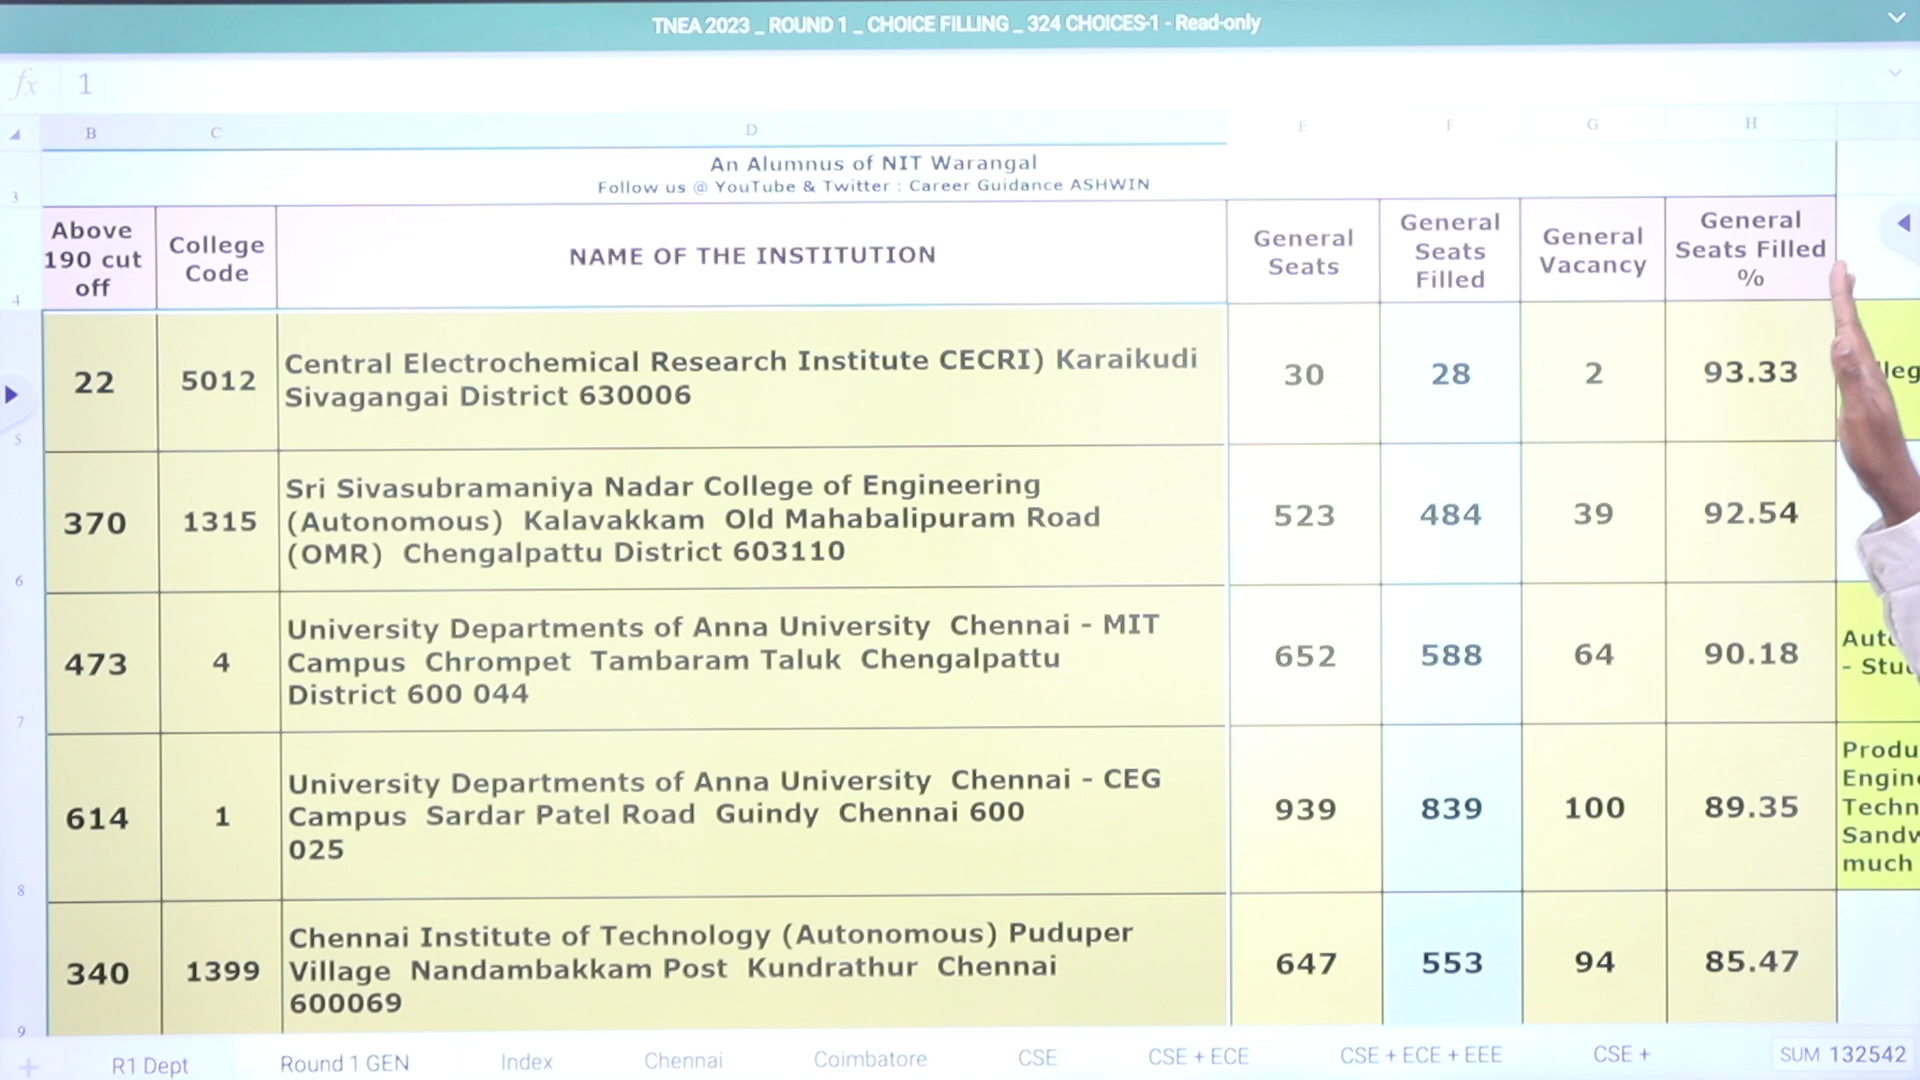 TNEA 2023 _ ROUND 1 _ CHOICE FILLING _ 324 CHOICES-1 - Read-only
fx 1
B C D E F G H
An Alumnus of NIT Warangal
3 Follow us @ YouTube & Twitter : Career Guidance ASHWIN
4 Above 190 cut off College Code NAME OF THE INSTITUTION General Seats General Seats Filled General Vacancy General Seats Filled %
22 5012 Central Electrochemical Research Institute CECRI) Karaikudi 30 28 2 93.33
Sivagangai District 630006
5
370 1315 Sri Sivasubramaniya Nadar College of Engineering 523 484 39 92.54
(Autonomous) Kalavakkam Old Mahabalipuram Road
(OMR) Chengalpattu District 603110
6
473 4 University Departments of Anna University Chennai - MIT 652 588 64 90.18
Campus Chrompet Tambaram Taluk Chengalpattu
District 600 044
7
614 1 University Departments of Anna University Chennai - CEG 939 839 100 89.35
Campus Sardar Patel Road Guindy Chennai 600
025
much
8
340 1399 Chennai Institute of Technology (Autonomous) Puduper 647 553 94 85.47
Village Nandambakkam Post Kundrathur Chennai
600069
9
+ R1 Dept Round 1 GEN Index Chennai Coimbatore CSE CSE + ECE CSE + ECE + EEE CSE + SUM 132542